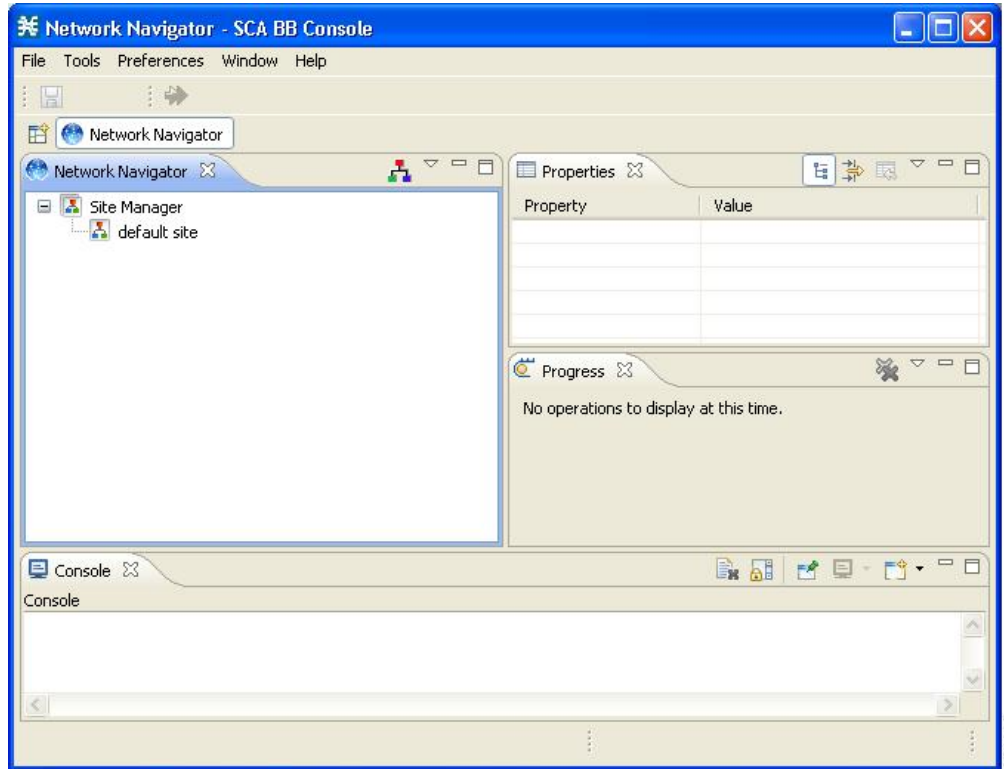 Network Navigator - SCA BB Console
File Tools Preferences Window Help
Network Navigator
Network Navigator
Site Manager
default site
Properties
Property Value
Progress
No operations to display at this time.
Console
Console